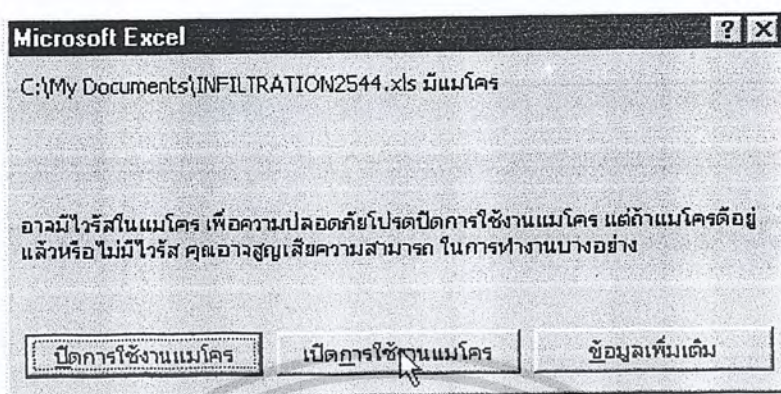 Microsoft Excel
C:\My Documents\INFILTRATION2544.xls มีแมโคร
อาจมีไวรัสในแมโคร เพื่อความปลอดภัยโปรดปิดการใช้งานแมโคร แต่ถ้าแมโครดีอยู่
แล้วหรือไม่มีไวรัส คุณอาจสูญเสียความสามารถ ในการทำงานบางอย่าง
ปิดการใช้งานแมโคร เปิดการใช้งานแมโคร ข้อมูลเพิ่มเติม